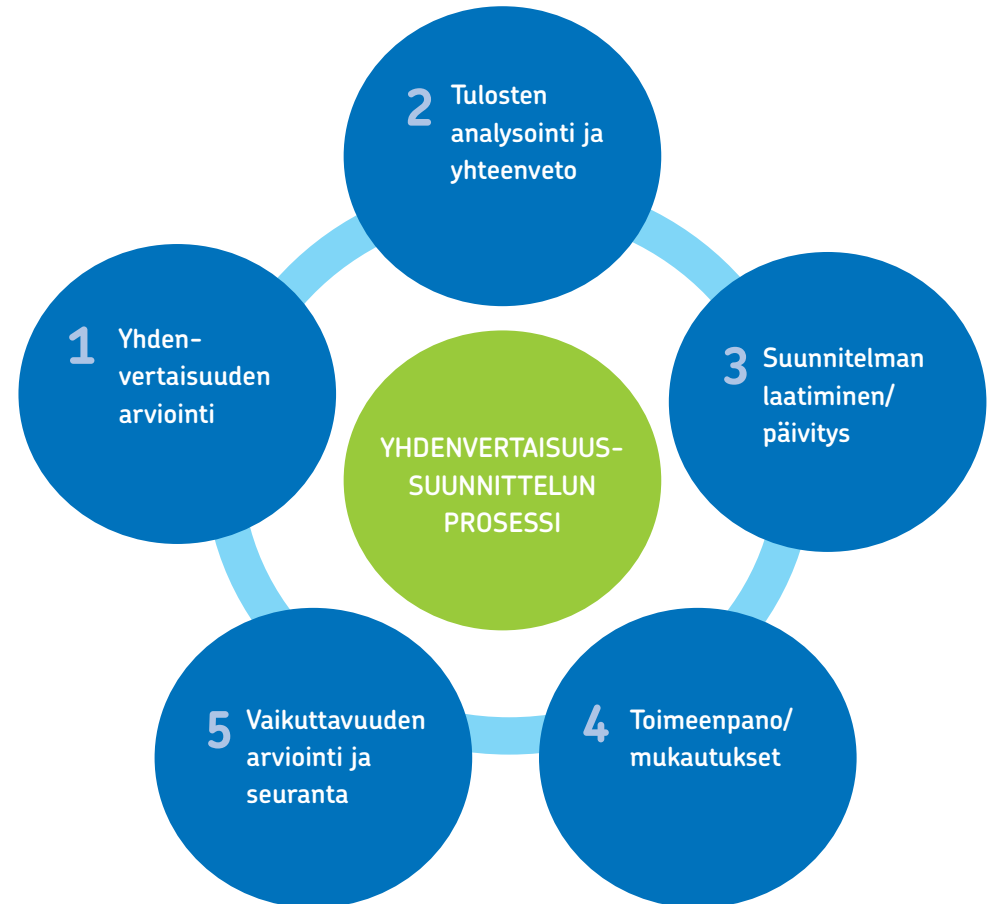 2 Tulosten
analysointi ja
yhteenveto
1 Yhden-
vertaisuuden
arviointi
3 Suunnitelman
laatiminen/
päivitys
YHDENVERTAISUUS-
SUUNNITTELUN
PROSESSI
5 Vaikuttavuuden
arviointi ja
seuranta
4 Toimeenpano/
mukautukset